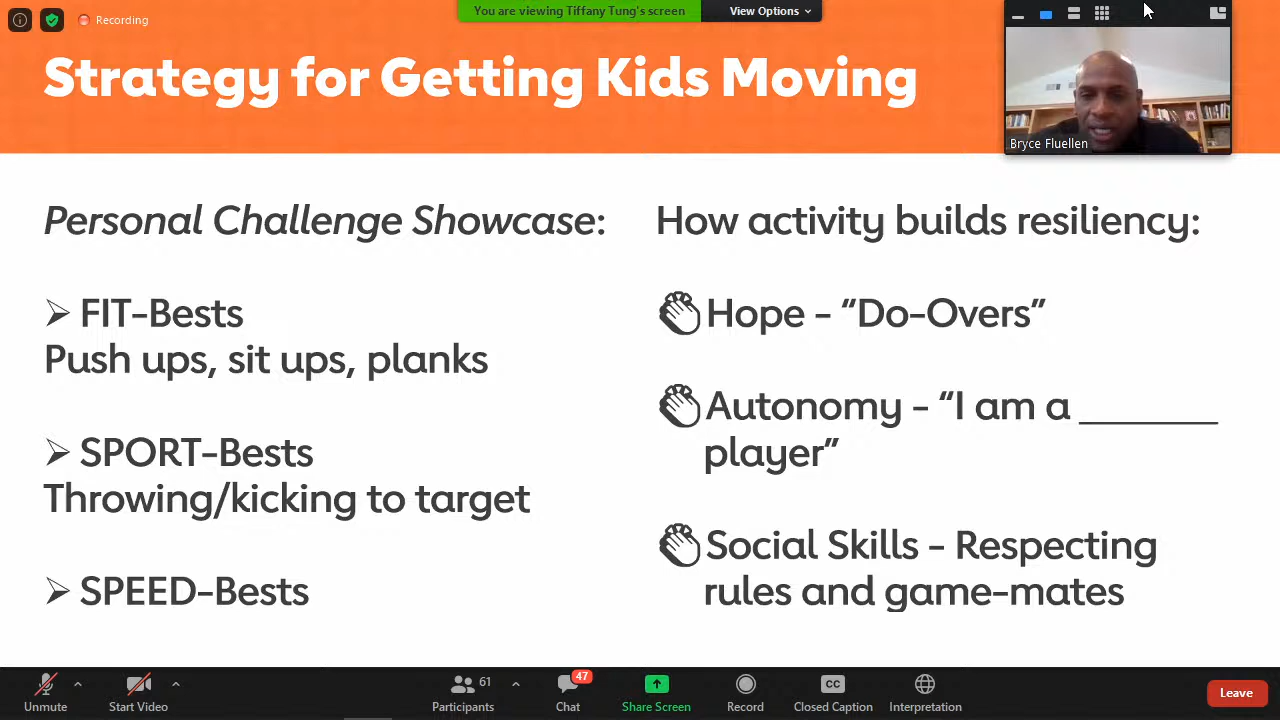 Recording
You are viewing Tiffany Tung's screen
View Options
Strategy for Getting Kids Moving
Bryce Fluellen
Personal Challenge Showcase:
➢ FIT-Bests
Push ups, sit ups, planks
➢ SPORT-Bests
Throwing/kicking to target
➢ SPEED-Bests
How activity builds resiliency:
Hope - “Do-Overs”
Autonomy - “I am a ______
player”
Social Skills - Respecting
rules and game-mates
Unmute
Start Video
61
Participants
47
Chat
Share Screen
Record
CC
Closed Caption
Interpretation
Leave